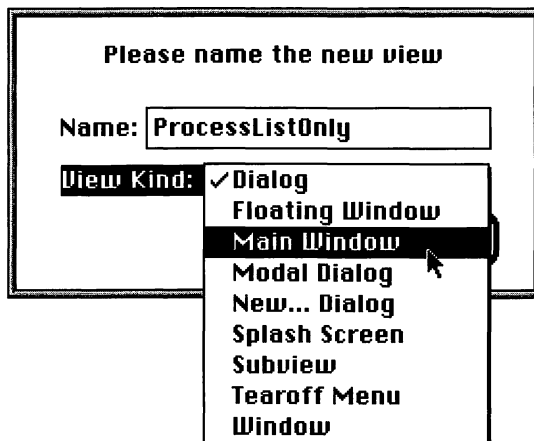 Please name the new view
Name: ProcessListOnly
View Kind: ✓Dialog
Floating Window
Main Window
Modal Dialog
New... Dialog
Splash Screen
Subview
Tearoff Menu
Window